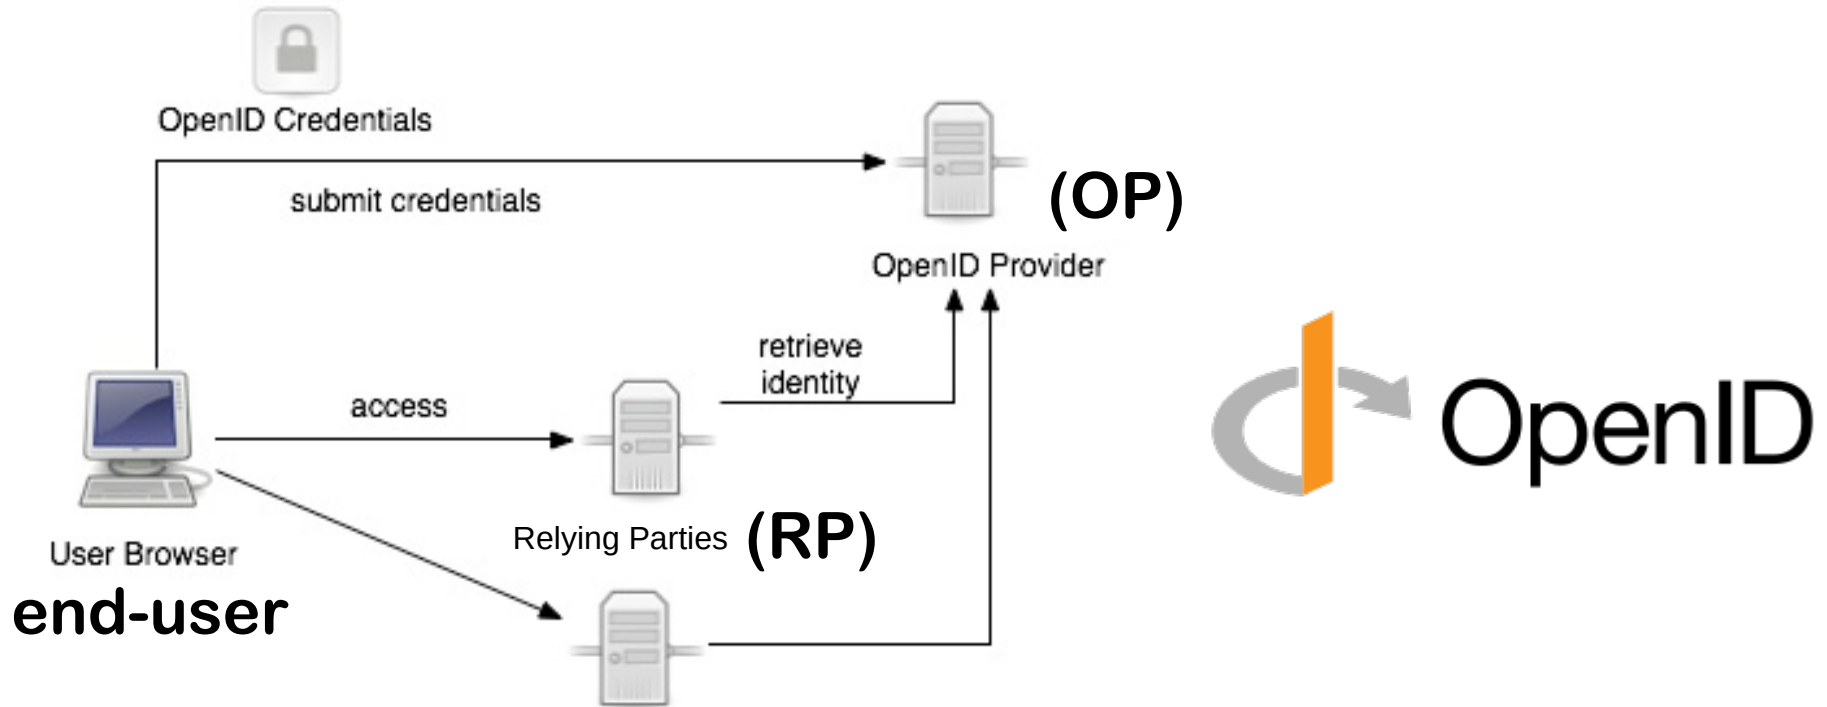 OpenID Credentials
submit credentials
(OP)
OpenID Provider
retrieve
identity
access
OpenID
Relying Parties (RP)
User Browser
end-user